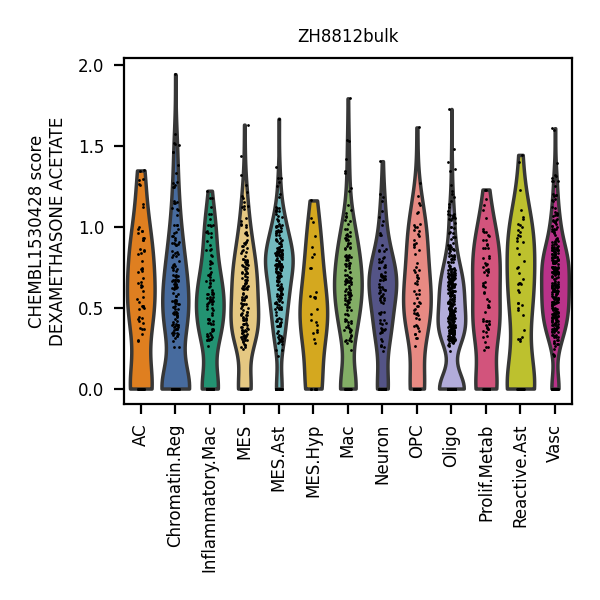 ZH8812bulk
CHEMBL1530428 score
DEXAMETHASONE ACETATE
2.0
1.5
1.0
0.5
0.0
AC
Chromatin.Reg
Inflammatory.Mac
MES
MES.Ast
MES.Hyp
Mac
Neuron
OPC
Oligo
Prolif.Metab
Reactive.Ast
Vasc